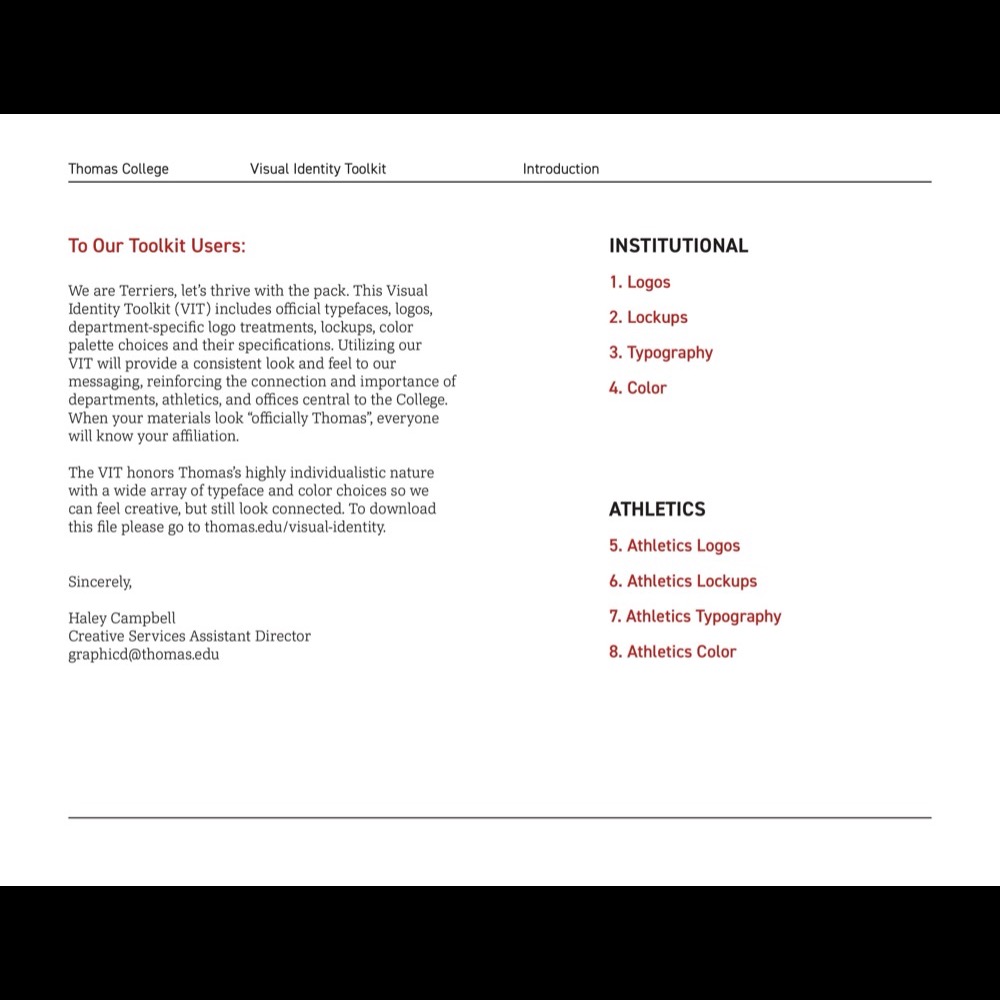 Thomas College
Visual Identity Toolkit
Introduction
To Our Toolkit Users:
We are Terriers, let's thrive with the pack. This Visual
Identity Toolkit (VIT) includes official typefaces, logos,
department-specific logo treatments, lockups, color
palette choices and their specifications. Utilizing our
VIT will provide a consistent look and feel to our
messaging, reinforcing the connection and importance of
departments, athletics, and offices central to the College.
When your materials look “officially Thomas”, everyone
will know your affiliation.
The VIT honors Thomas's highly individualistic nature
with a wide array of typeface and color choices so we
can feel creative, but still look connected. To download
this file please go to thomas.edu/visual-identity.
Sincerely,
Haley Campbell
Creative Services Assistant Director
graphicd@thomas.edu
INSTITUTIONAL
1. Logos
2. Lockups
3. Typography
4. Color
ATHLETICS
5. Athletics Logos
6. Athletics Lockups
7. Athletics Typography
8. Athletics Color